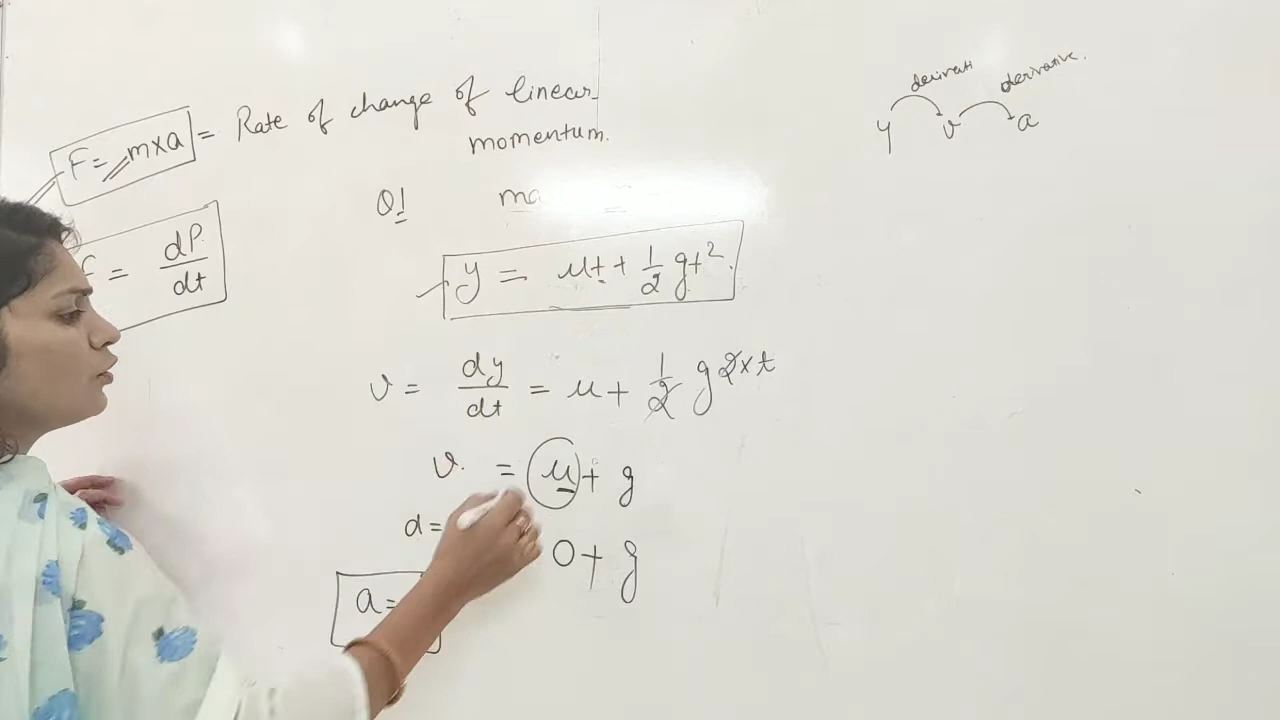 F = m×a = Rate of change of linear
momentum.
F = dP/dt
Q1
y = ut + 1/2 gt².
v = dy/dt = u + 1/2 g 2×t
v. = u + g
a =
0 + g
a =
derivati derivative.
y v a